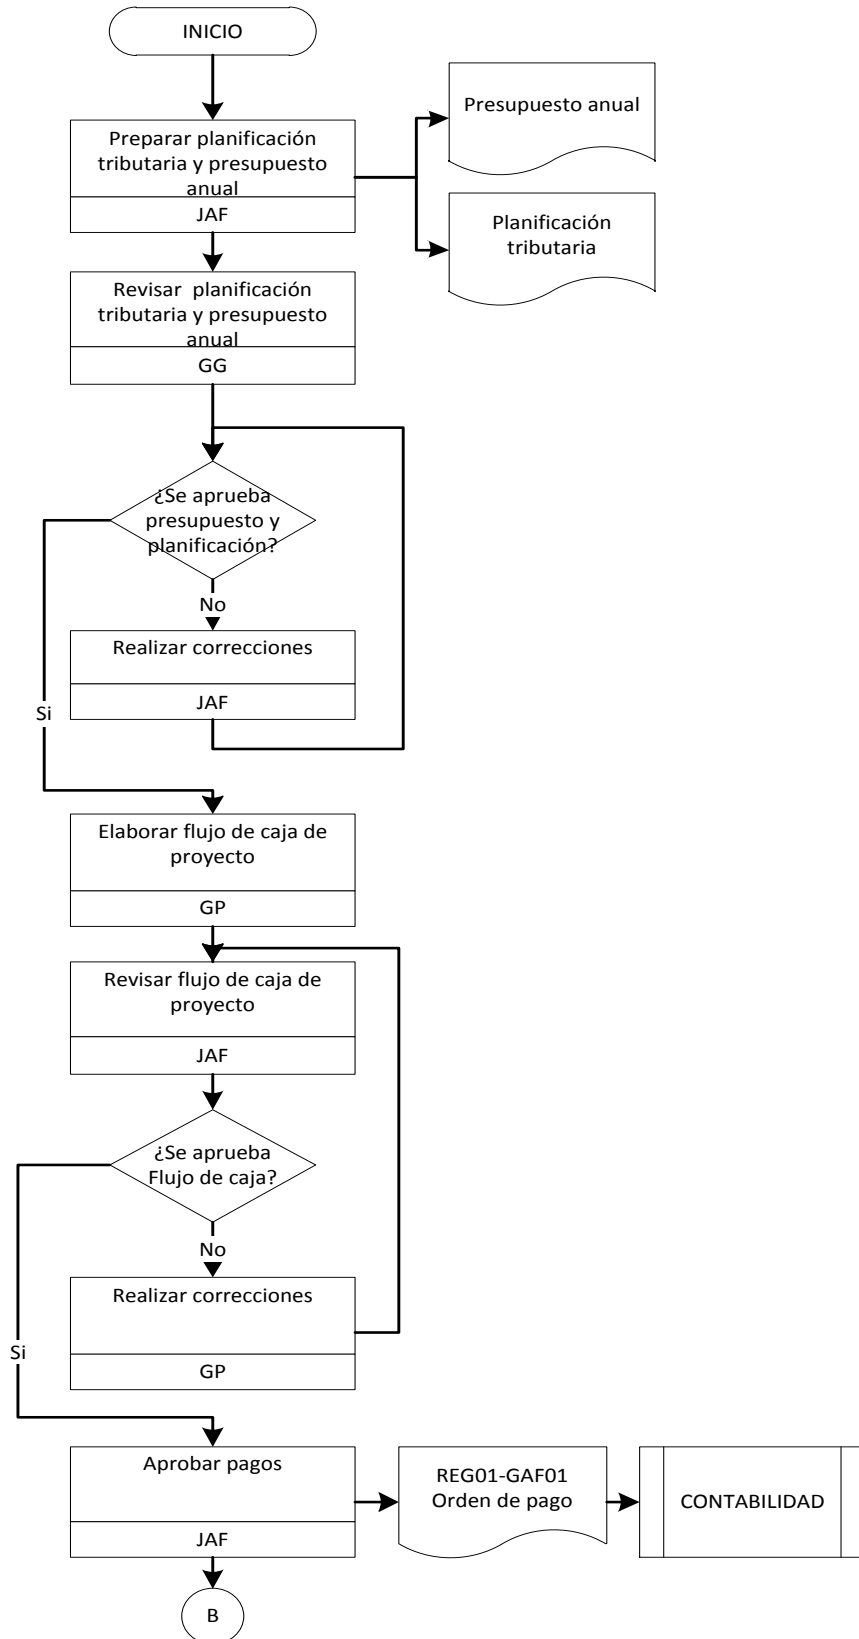 INICIO
Preparar planificación
tributaria y presupuesto
anual
JAF
Presupuesto anual
Planificación
tributaria
Revisar  planificación
tributaria y presupuesto
anual
GG
¿Se aprueba
presupuesto y
planificación?
No
Realizar correcciones
JAF
Si
Elaborar flujo de caja de
proyecto
GP
Revisar flujo de caja de
proyecto
JAF
¿Se aprueba
Flujo de caja?
No
Realizar correcciones
GP
Si
Aprobar pagos
JAF
REG01-GAF01
Orden de pago
CONTABILIDAD
B